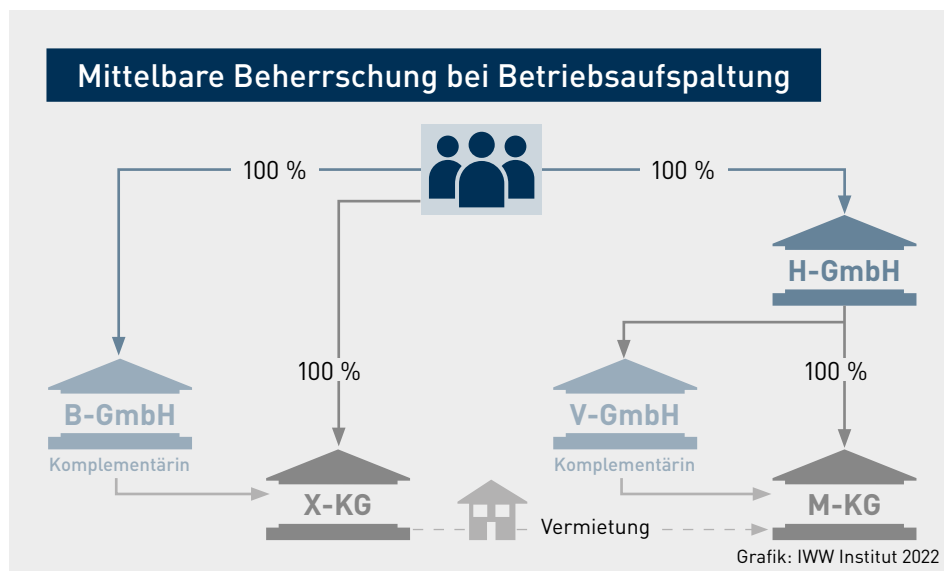 Mittelbare Beherrschung bei Betriebsaufspaltung
100 %
100 %
H-GmbH
100 %
100 %
B-GmbH
V-GmbH
Komplementärin
Komplementärin
X-KG
M-KG
Vermietung
Grafik: IWW Institut 2022